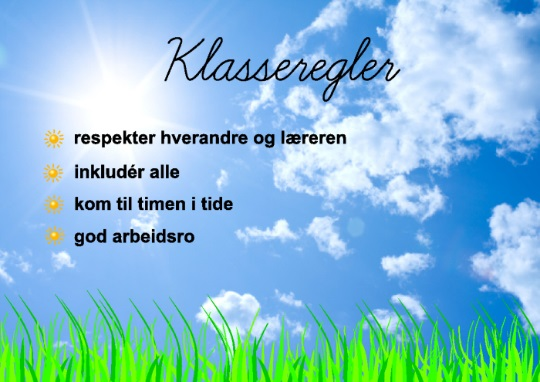 Klasseregler
respekter hverandre og læreren
inkludér alle
kom til timen i tide
god arbeidsro